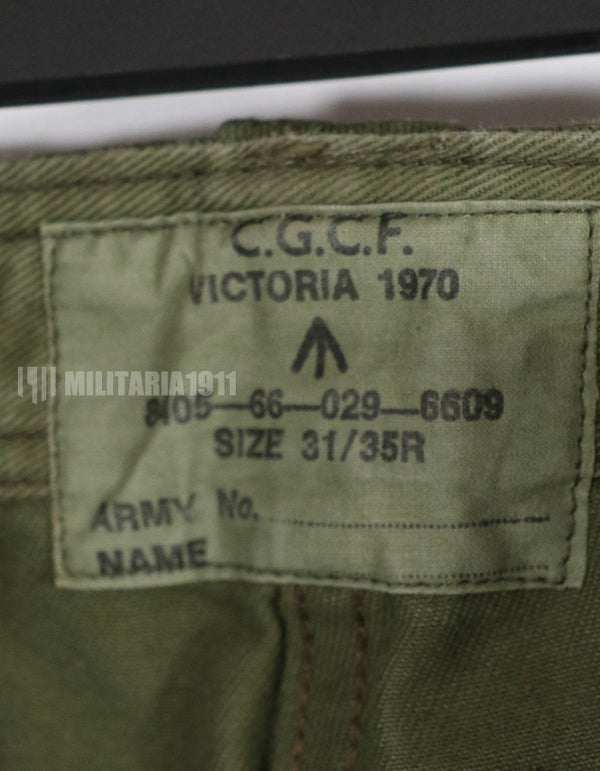 C.G.C.F.
VICTORIA 1970
MILITARIA1911
8405—66—029—6609
SIZE 31/35R
ARMY No.
NAME